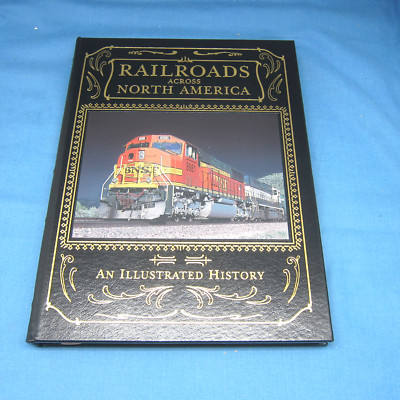 RAILROADS
ACROSS
NORTH AMERICA
BNSF
AN ILLUSTRATED HISTORY